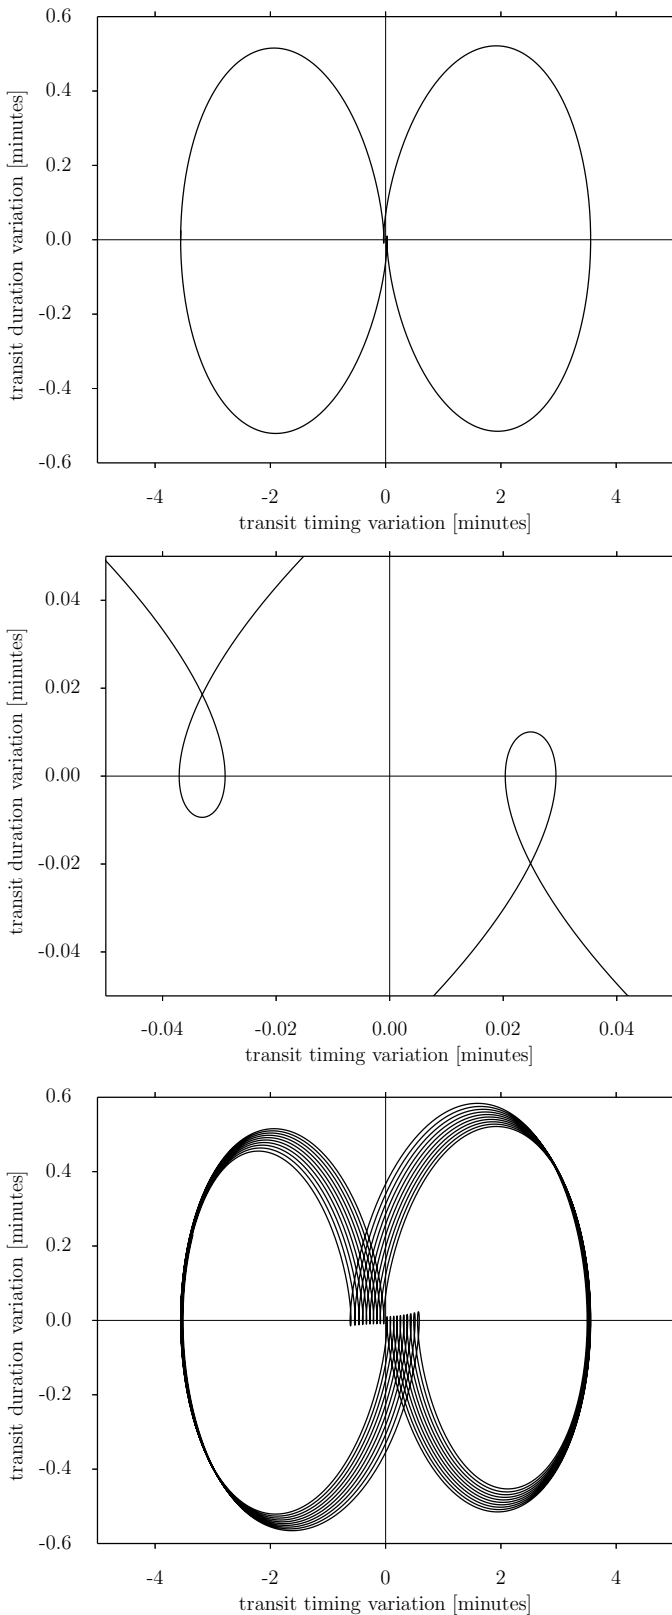 0.6
0.4
0.2
0.0
-0.2
-0.4
-0.6
transit duration variation [minutes]
-4 -2 0 2 4
transit timing variation [minutes]
0.04
0.02
0.00
-0.02
-0.04
transit duration variation [minutes]
-0.04 -0.02 0.00 0.02 0.04
transit timing variation [minutes]
0.6
0.4
0.2
0.0
-0.2
-0.4
-0.6
transit duration variation [minutes]
-4 -2 0 2 4
transit timing variation [minutes]